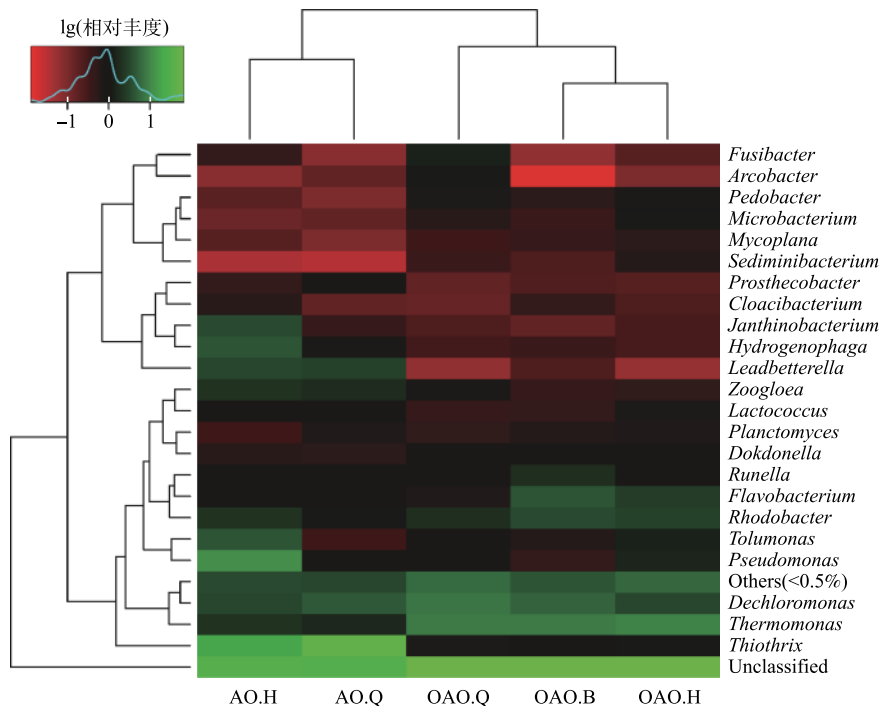 lg(相对丰度)
−1 0 1
Fusibacter
Arcobacter
Pedobacter
Microbacterium
Mycoplana
Sediminibacterium
Prosthecobacter
Cloacibacterium
Janthinobacterium
Hydrogenophaga
Leadbetterella
Zoogloea
Lactococcus
Planctomyces
Dokdonella
Runella
Flavobacterium
Rhodobacter
Tolumonas
Pseudomonas
Others(<0.5%)
Dechloromonas
Thermomonas
Thiothrix
Unclassified
AO.H AO.Q OAO.Q OAO.B OAO.H